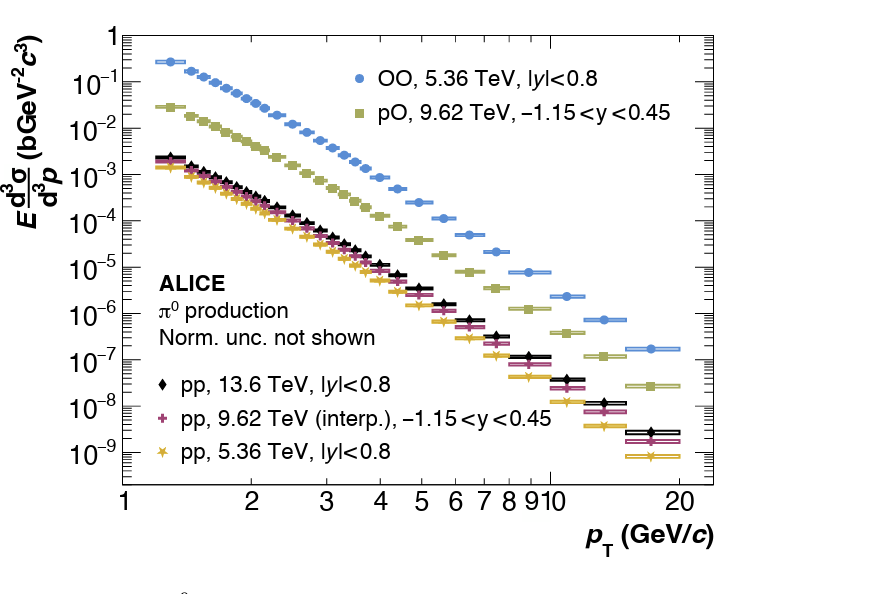 E d³σ/d³p (bGeV⁻²c³)
1
10⁻¹
10⁻²
10⁻³
10⁻⁴
10⁻⁵
10⁻⁶
10⁻⁷
10⁻⁸
10⁻⁹
OO, 5.36 TeV, |y|<0.8
pO, 9.62 TeV, –1.15<y<0.45
ALICE
π⁰ production
Norm. unc. not shown
pp, 13.6 TeV, |y|<0.8
pp, 9.62 TeV (interp.), –1.15<y<0.45
pp, 5.36 TeV, |y|<0.8
1 2 3 4 5 6 7 8 9 10 20
p_T (GeV/c)